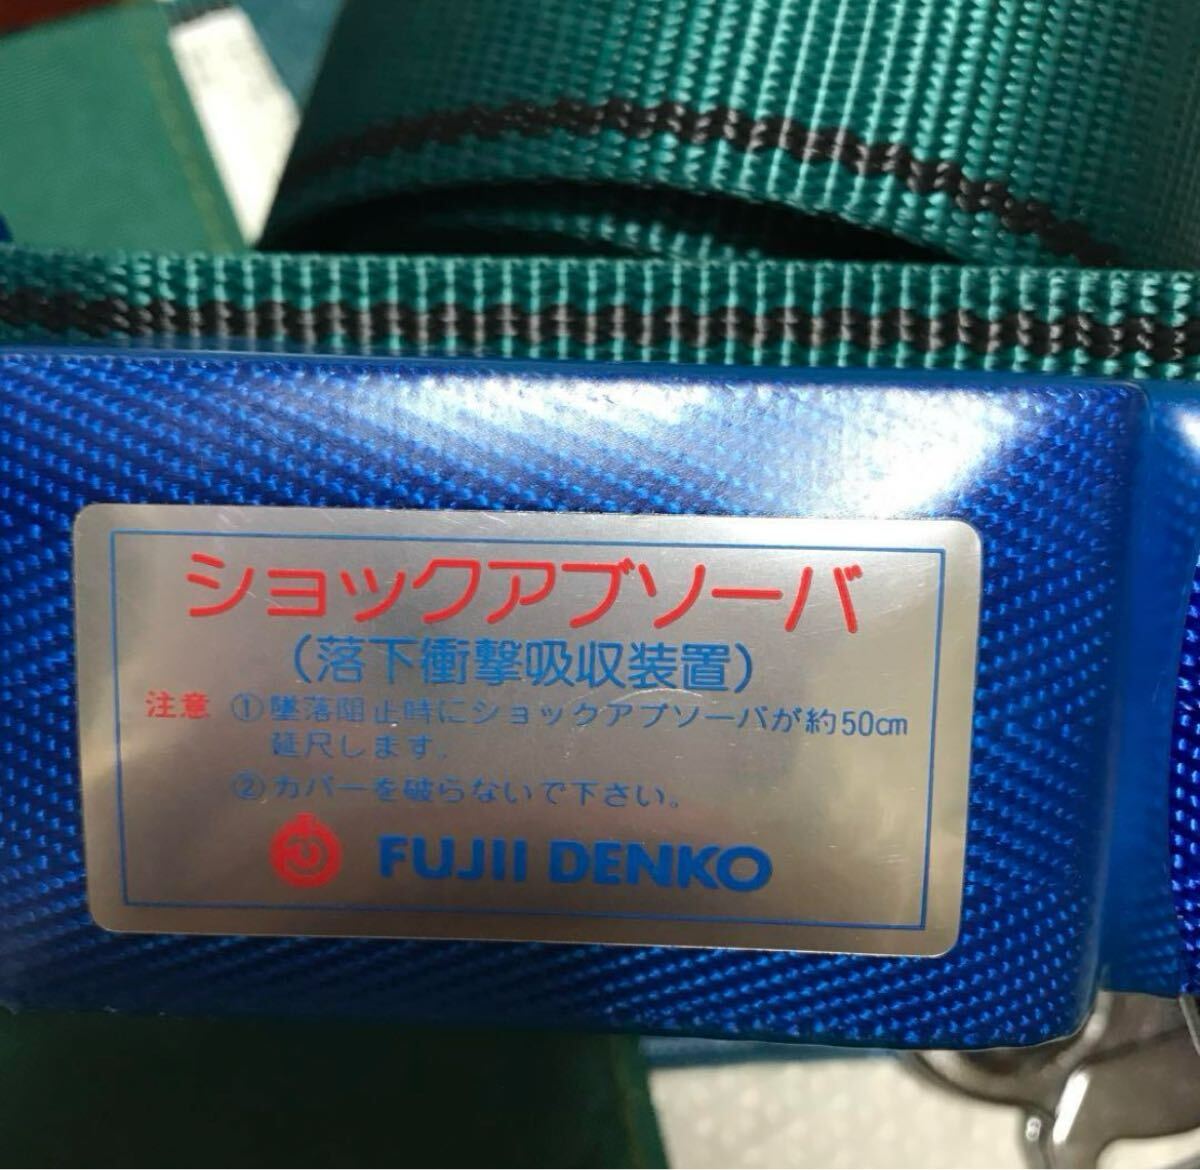 ショックアブソーバ
(落下衝撃吸収装置)
注意 ①墜落阻止時にショックアブソーバが約50cm
延尺します。
②カバーを破らないで下さい。
FUJII DENKO